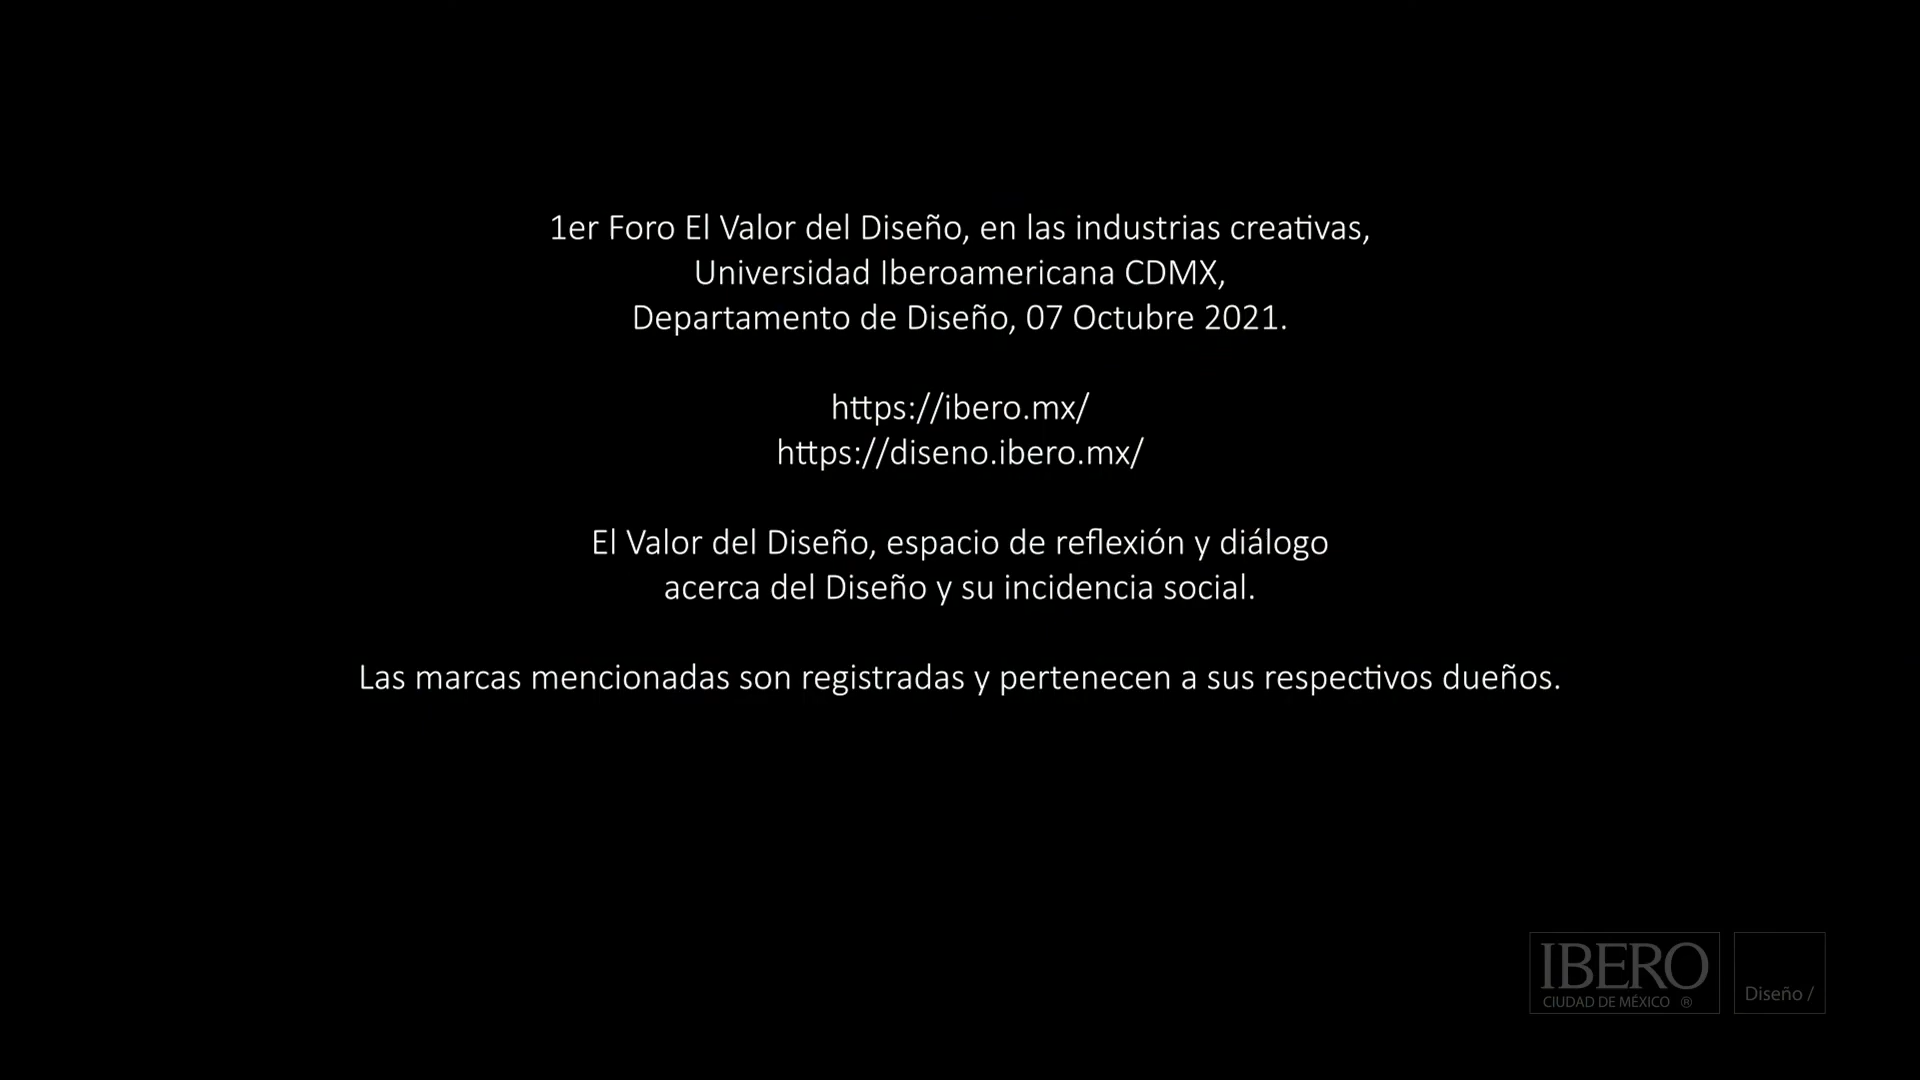 1er Foro El Valor del Diseño, en las industrias creativas,
Universidad Iberoamericana CDMX,
Departamento de Diseño, 07 Octubre 2021.
https://ibero.mx/
https://diseno.ibero.mx/
El Valor del Diseño, espacio de reflexión y diálogo
acerca del Diseño y su incidencia social.
Las marcas mencionadas son registradas y pertenecen a sus respectivos dueños.
IBERO
CIUDAD DE MÉXICO ®
Diseño /